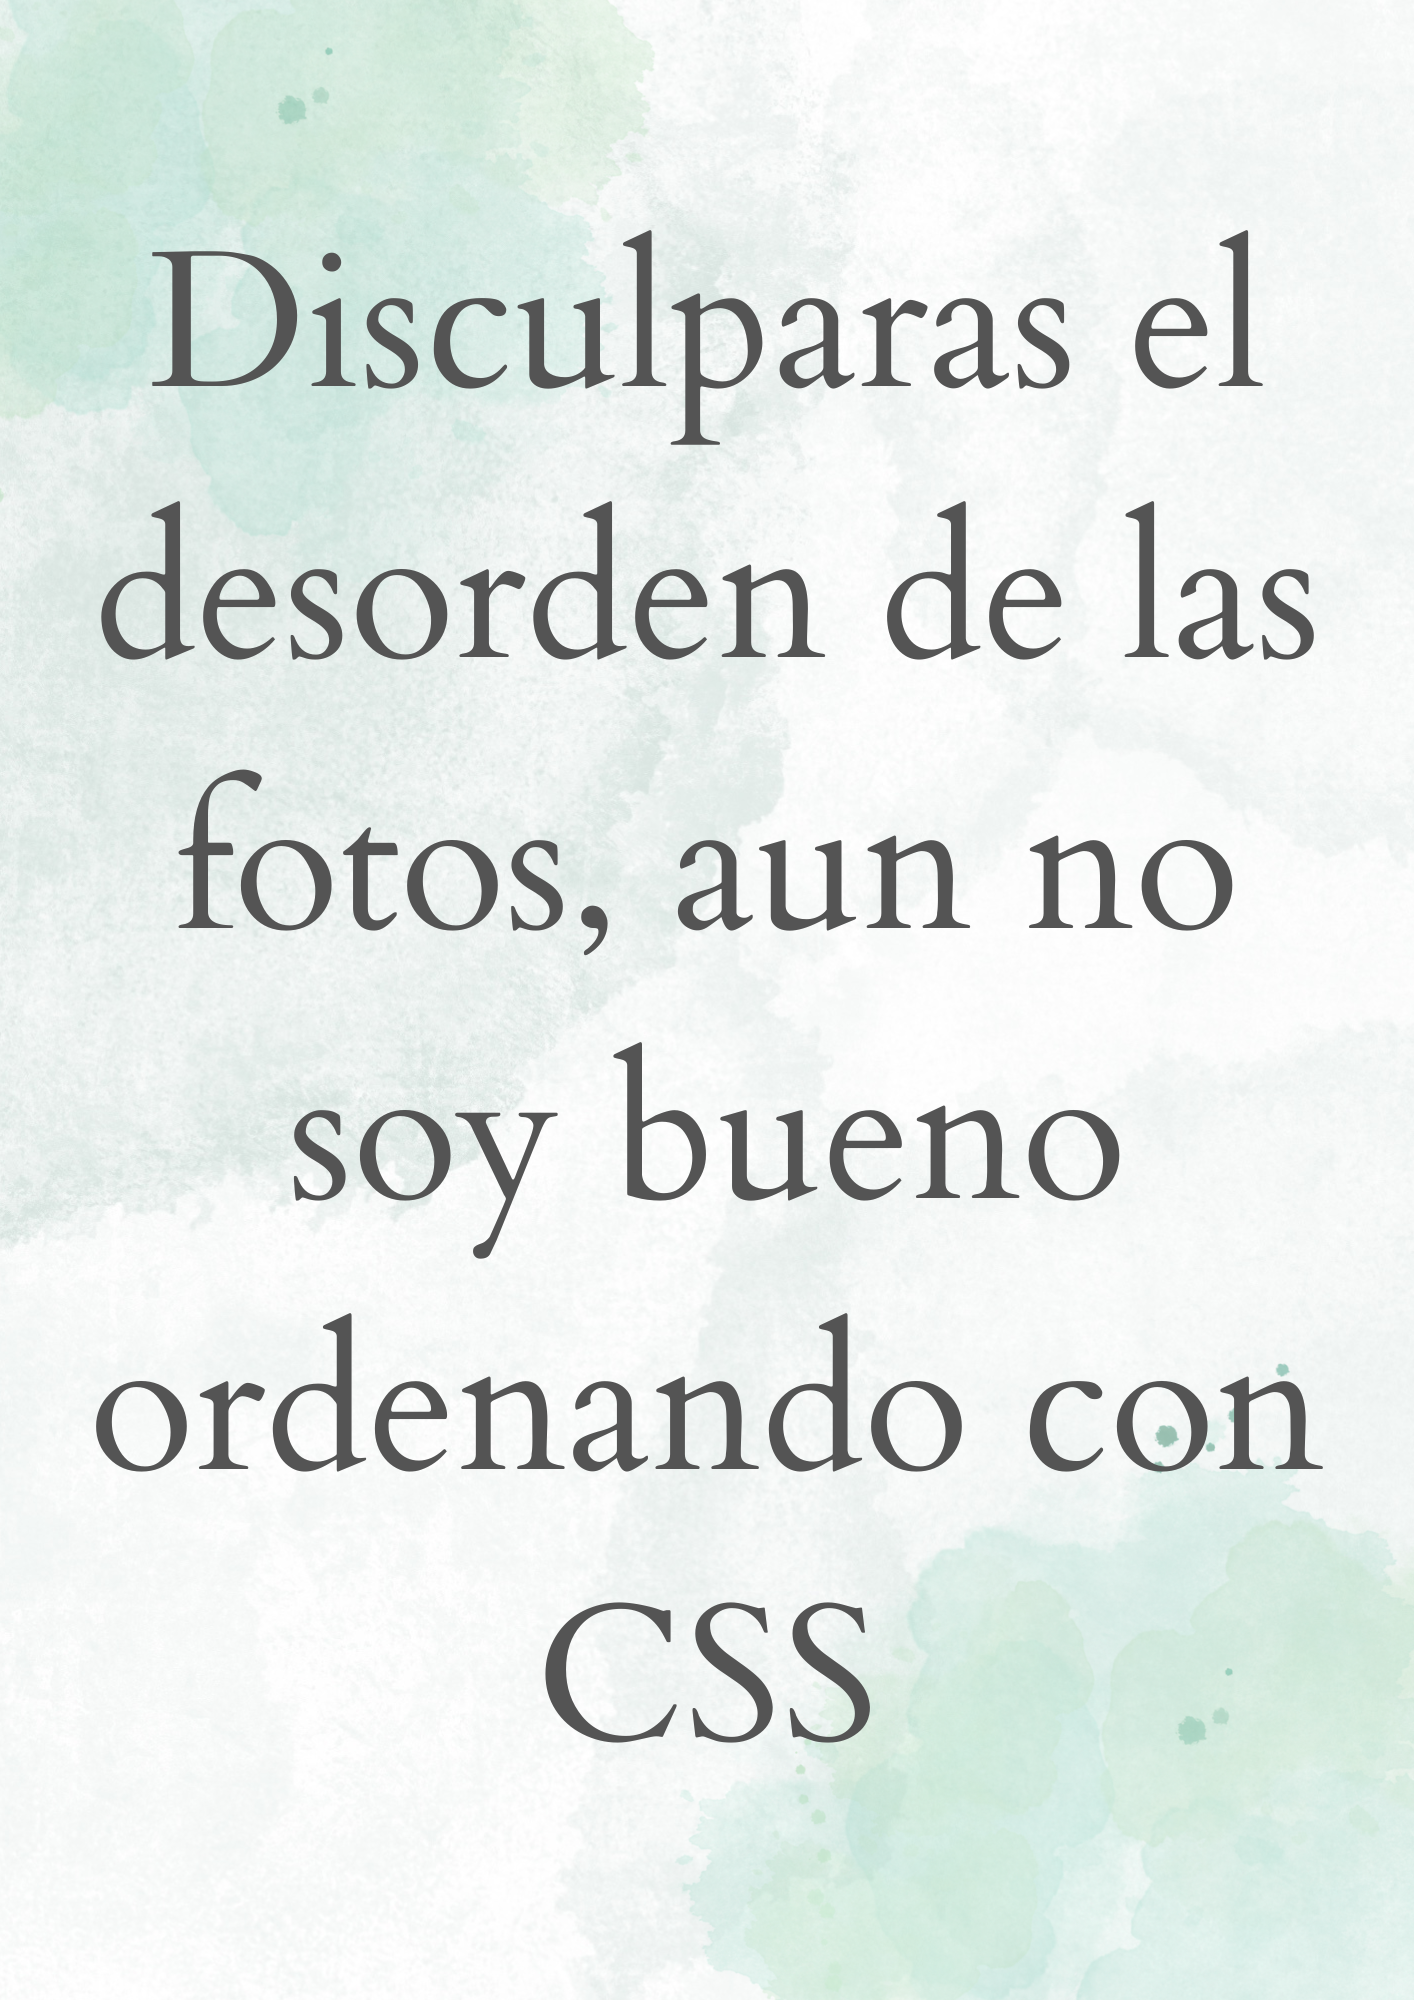 Disculparas el
desorden de las
fotos, aun no
soy bueno
ordenando con
CSS